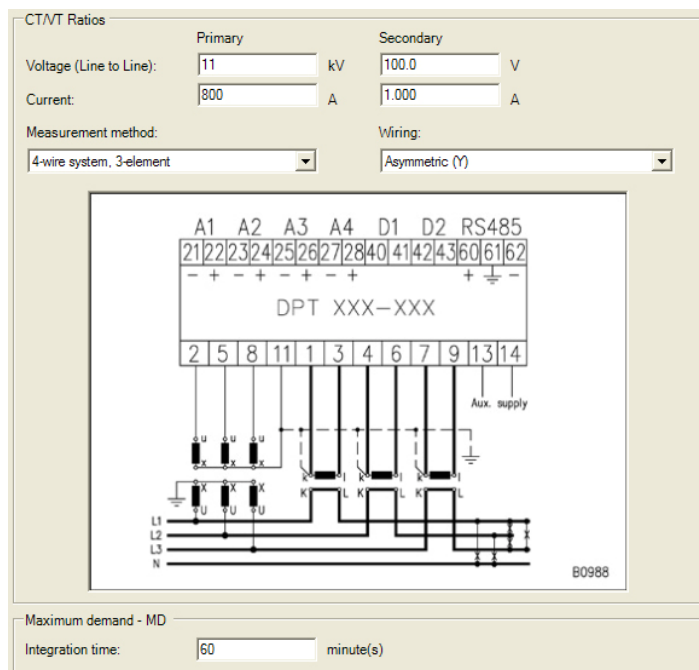 CT/VT Ratios
Primary Secondary
Voltage (Line to Line): 11 kV 100.0 V
Current: 800 A 1.000 A
Measurement method: Wiring:
4-wire system, 3-element Asymmetric (Y)
A1 A2 A3 A4 D1 D2 RS485
21 22 23 24 25 26 27 28 40 41 42 43 60 61 62
- + - + - + - + + -
DPT XXX-XXX
2 5 8 11 1 3 4 6 7 9 13 14
Aux. supply
u u u
x x x
k l k l k l
X X X
K L K L K L
U U U
L1
L2
L3
N
B0988
Maximum demand - MD
Integration time: 60 minute(s)